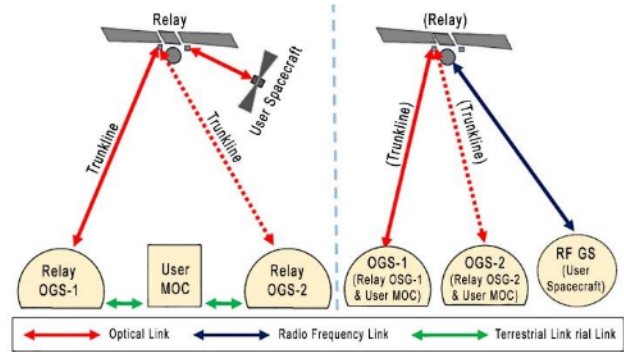 Relay
User Spacecraft
Trunkline
Trunkline
Relay
OGS-1
User
MOC
Relay
OGS-2
(Relay)
(Trunkline)
(Trunkline)
OGS-1
(Relay OSG-1
& User MOC)
OGS-2
(Relay OSG-2
& User MOC)
RF GS
(User
Spacecraft)
Optical Link
Radio Frequency Link
Terrestrial Link rial Link